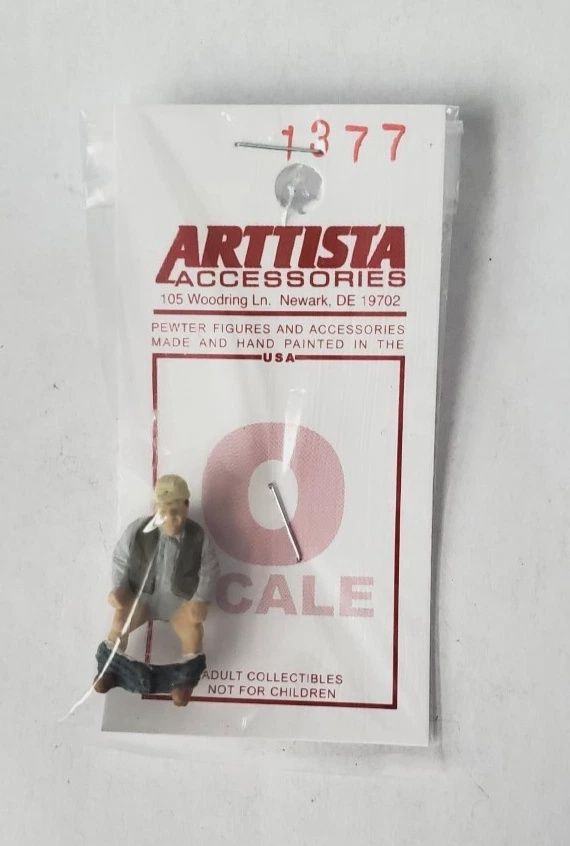 1377
ARTTISTA
ACCESSORIES
105 Woodring Ln. Newark, DE 19702
PEWTER FIGURES AND ACCESSORIES
MADE AND HAND PAINTED IN THE
USA
O
CALE
ADULT COLLECTIBLES
NOT FOR CHILDREN